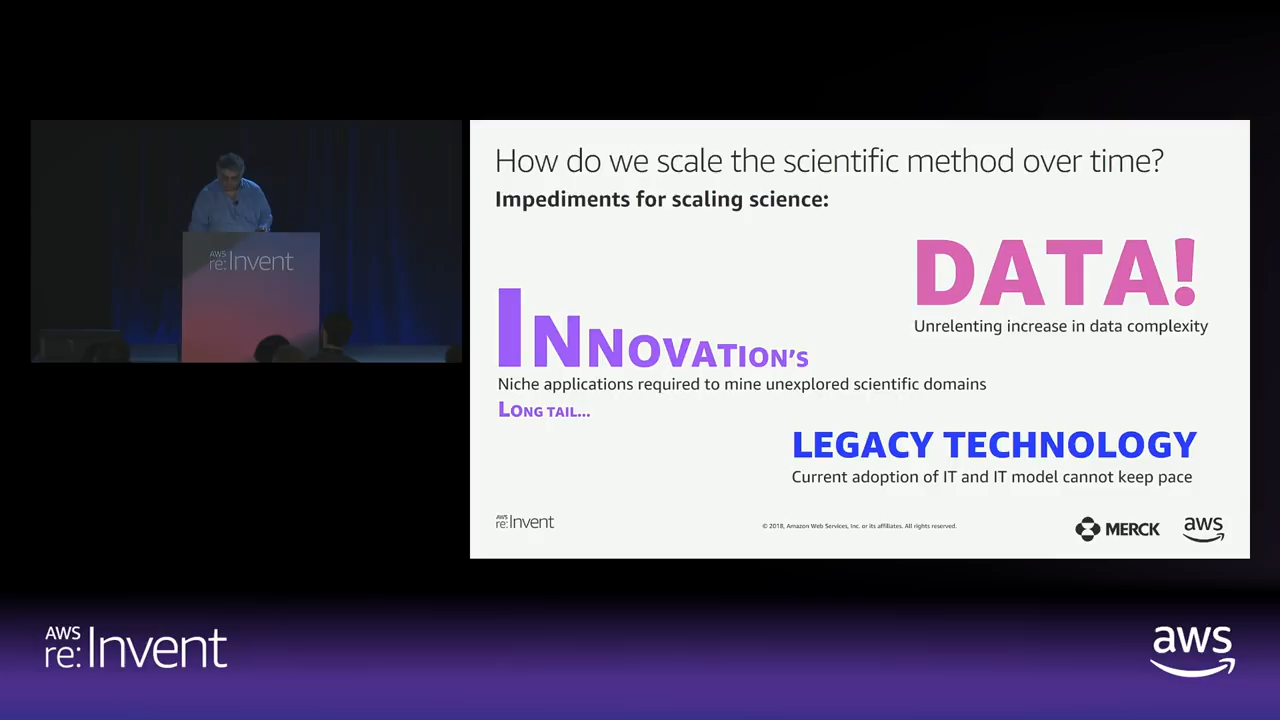 AWS
re:Invent
How do we scale the scientific method over time?
Impediments for scaling science:
DATA!
Unrelenting increase in data complexity
INNOVATION'S
Niche applications required to mine unexplored scientific domains
LONG TAIL...
LEGACY TECHNOLOGY
Current adoption of IT and IT model cannot keep pace
AWS
re:Invent
© 2018, Amazon Web Services, Inc. or its affiliates. All rights reserved.
MERCK
aws
AWS
re:Invent
aws